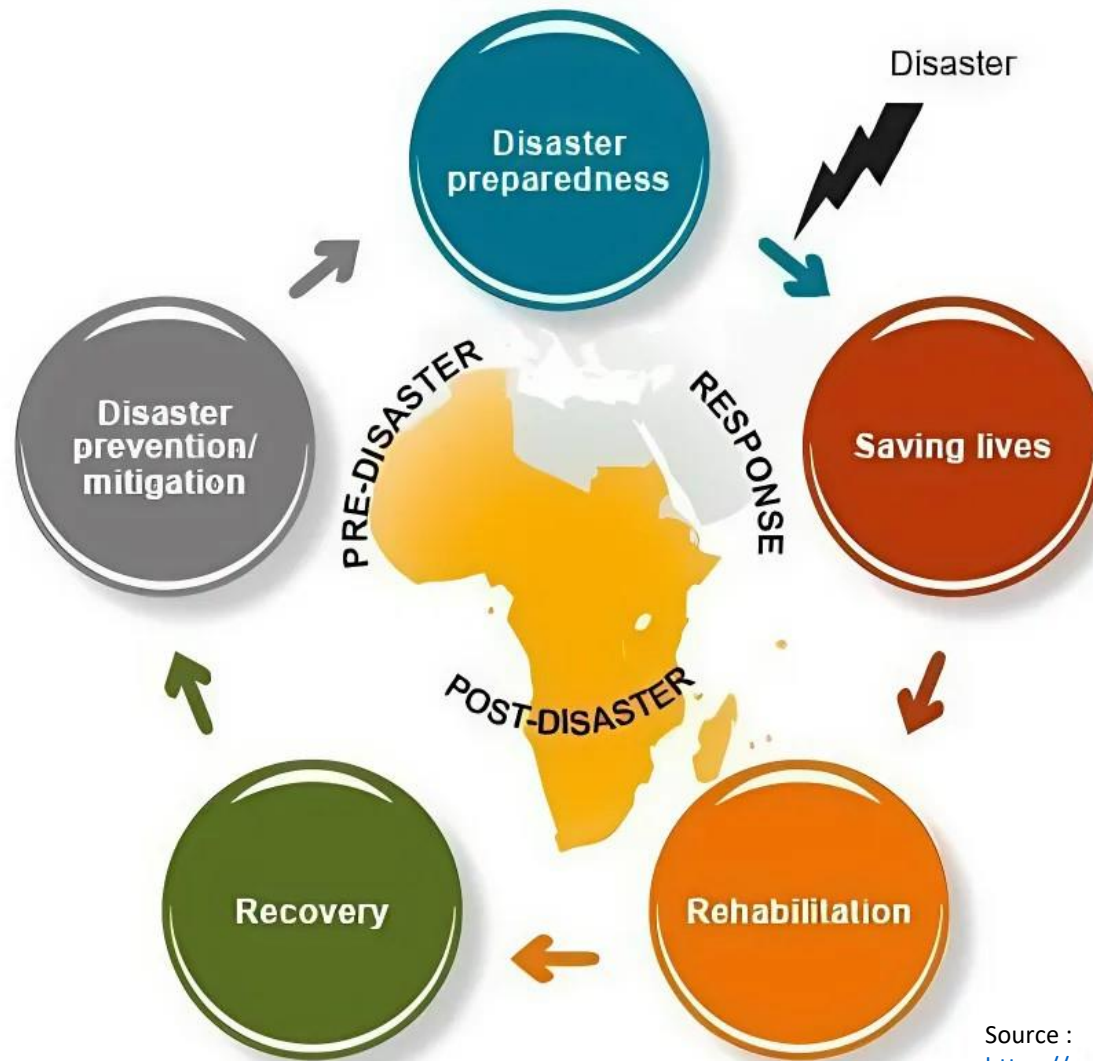 Disaster
Disaster
preparedness
Disaster
prevention/
mitigation
PRE-DISASTER
RESPONSE
Saving lives
POST-DISASTER
Recovery
Rehabilitation
Source :